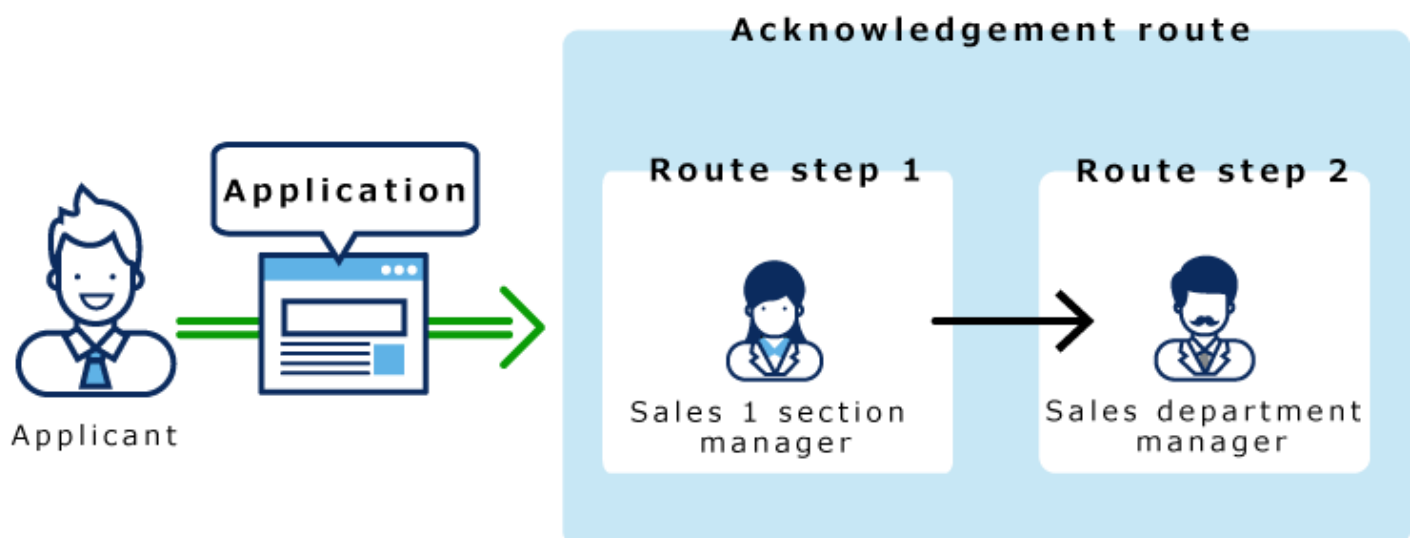 Acknowledgement route
Application
Route step 1
Route step 2
Applicant
Sales 1 section
manager
Sales department
manager